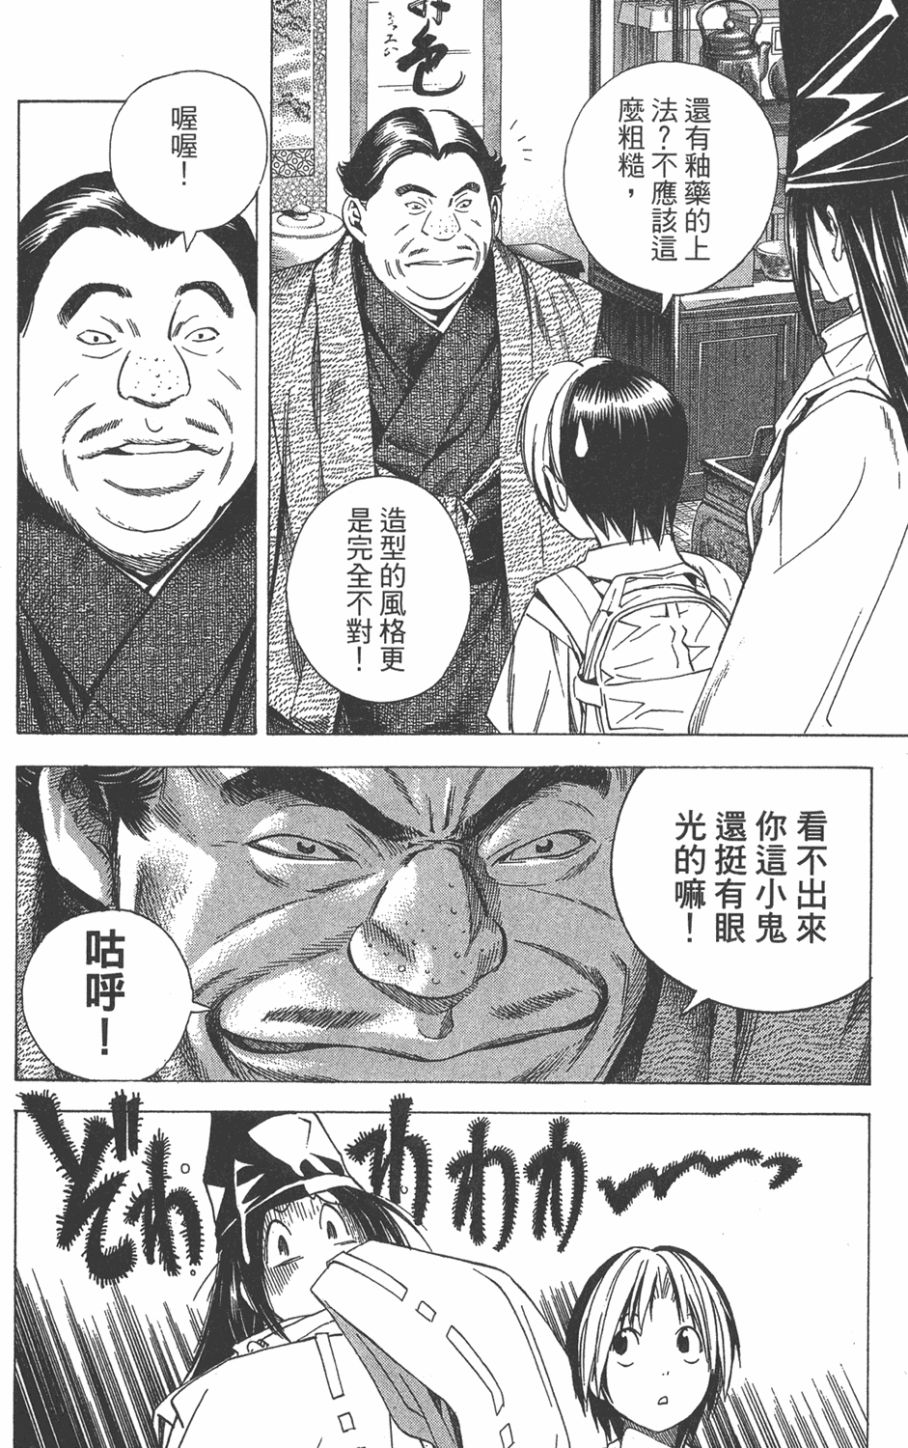 還有釉藥的上
法？不應該這
麼粗糙，
造型的風格更
是完全不對！
喔喔！
看不出來
你這小鬼
還挺有眼
光的嘛！
咕呼！
ぞわわわわ〜